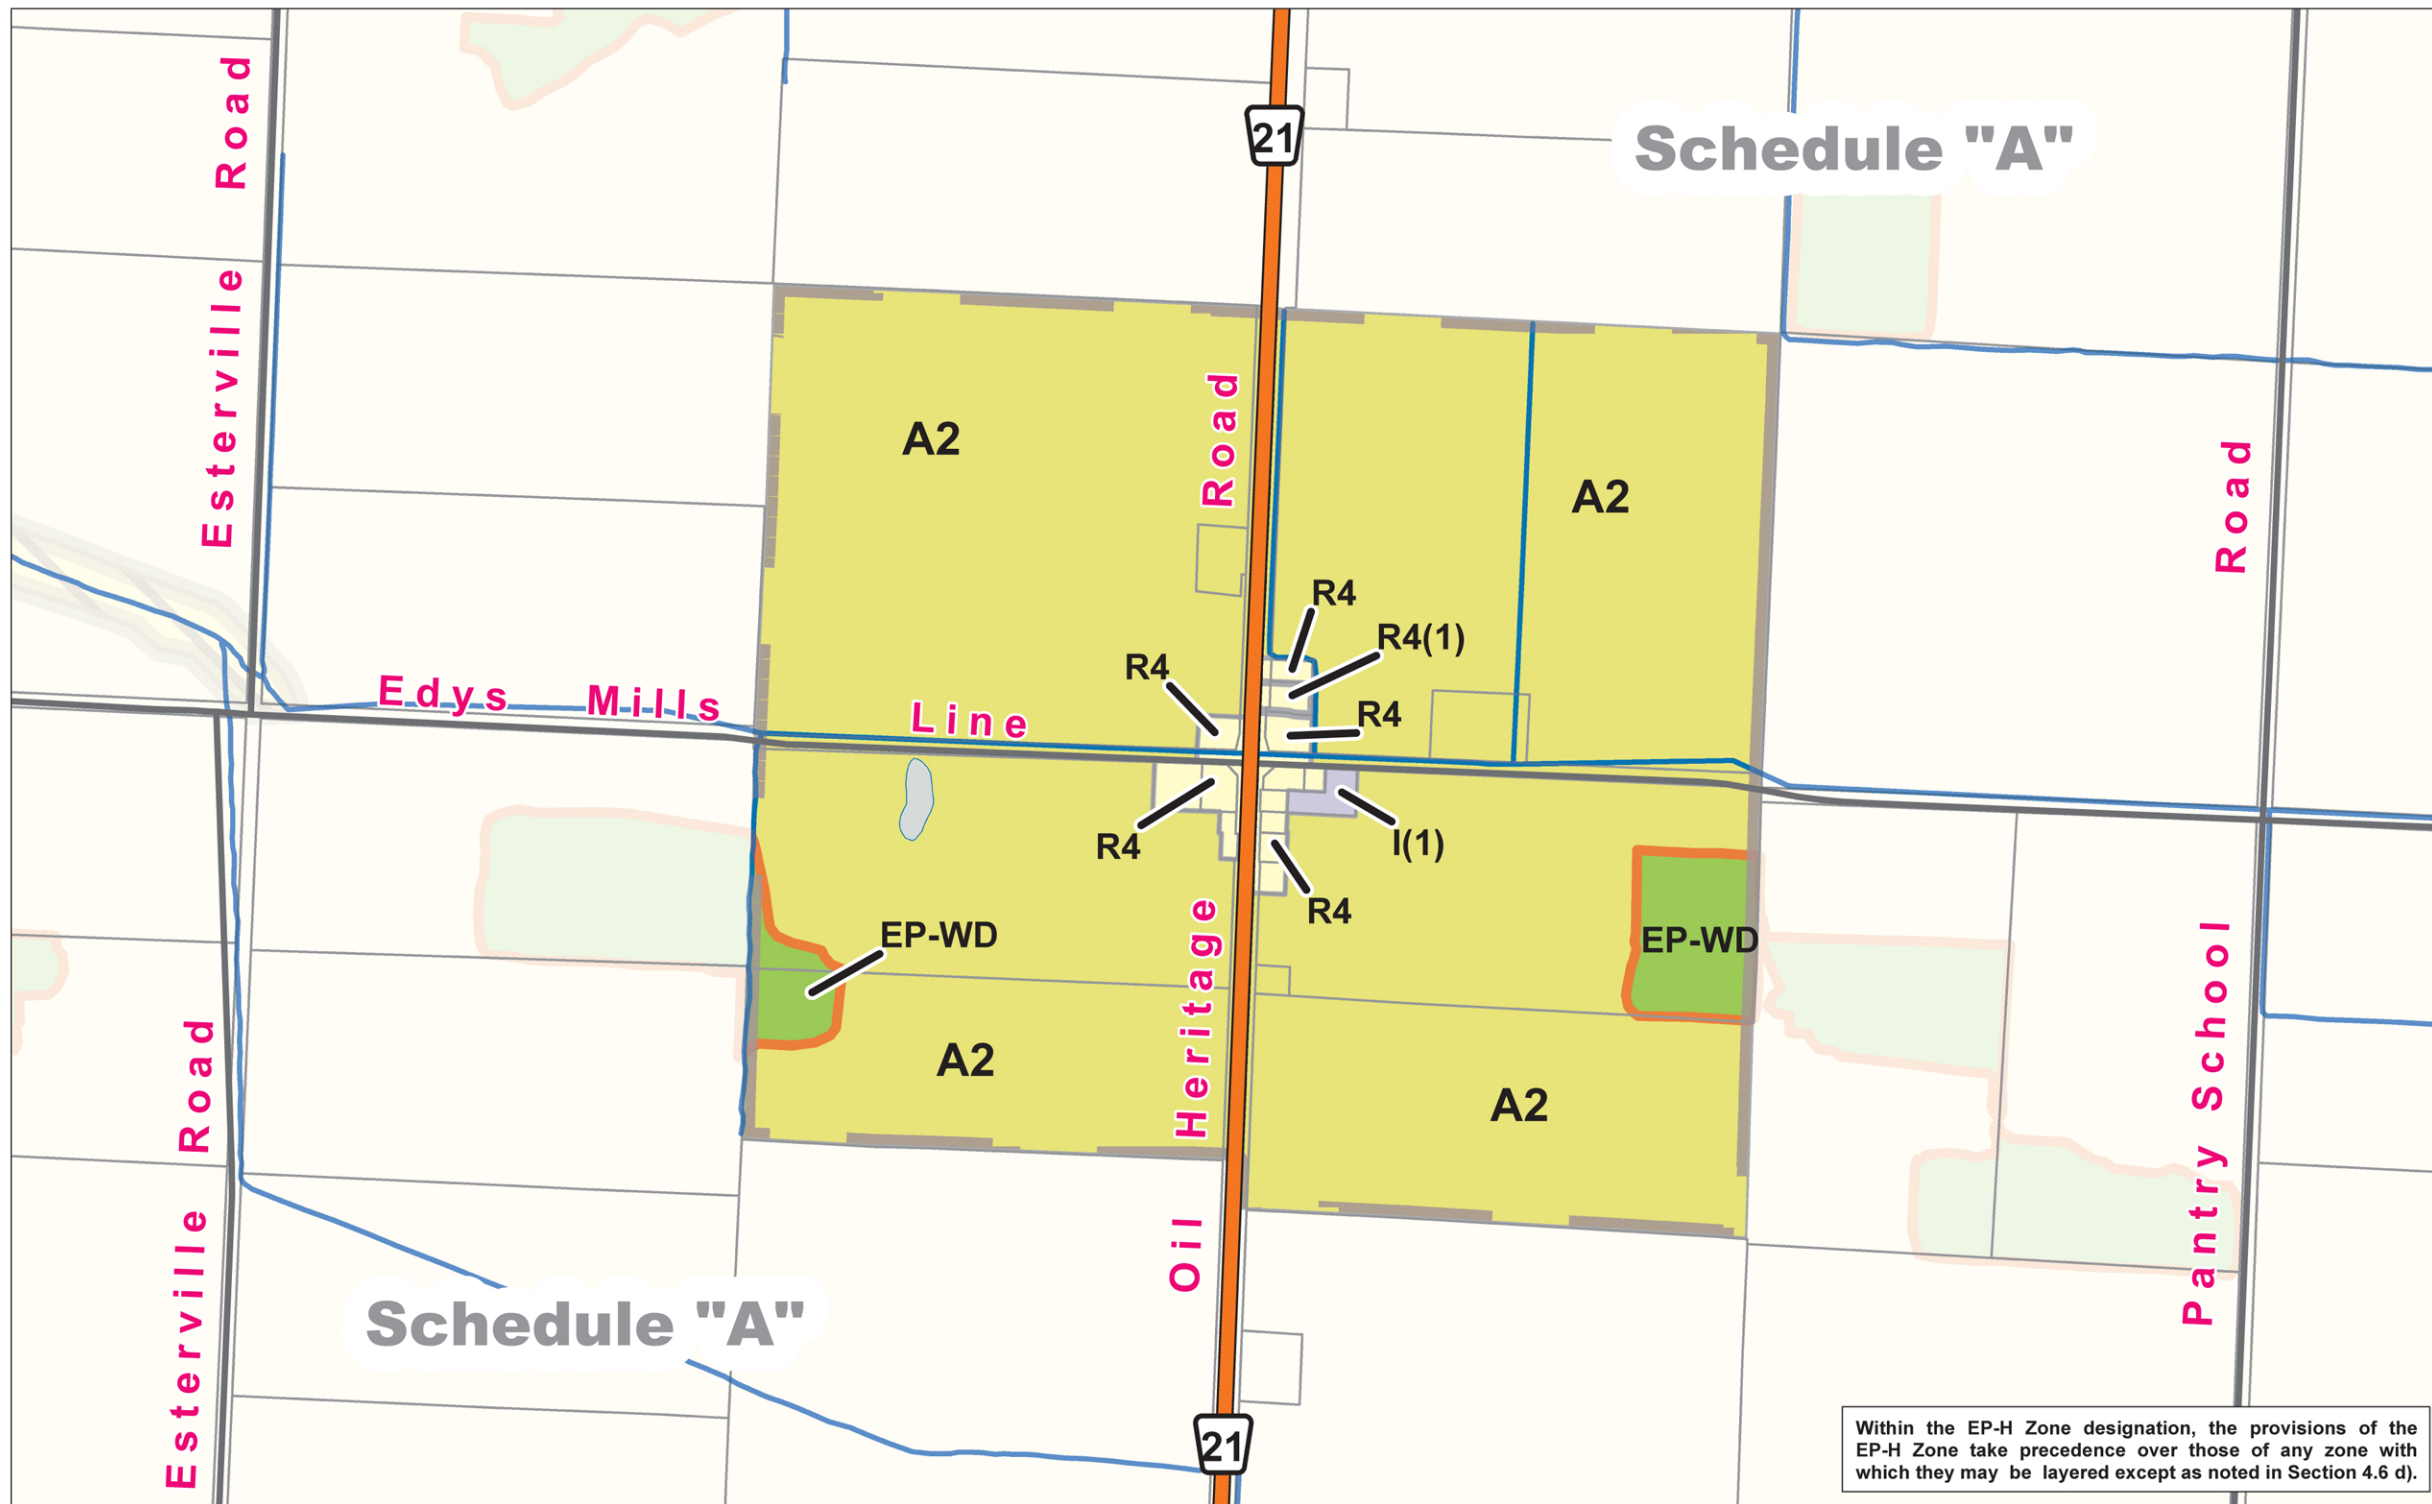 21
Schedule "A"
Esterville Road
Road
Road
A2
A2
R4
R4(1)
R4
R4
Edys Mills Line
R4
I(1)
R4
EP-WD
EP-WD
A2
A2
Oil Heritage
Pantry School
Esterville Road
Schedule "A"
21
Within the EP-H Zone designation, the provisions of the
EP-H Zone take precedence over those of any zone with
which they may be layered except as noted in Section 4.6 d).
Esterville Road